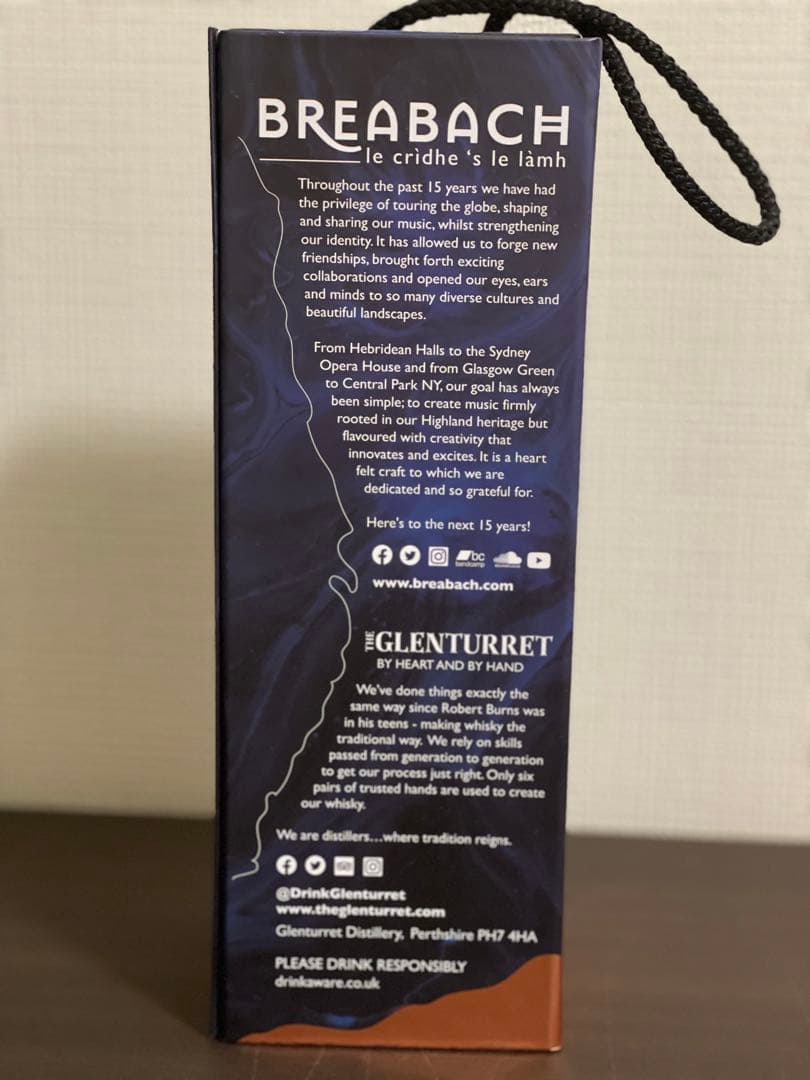 BREABACH
le crìdhe ‘s le làmh
Throughout the past 15 years we have had
the privilege of touring the globe, shaping
and sharing our music, whilst strengthening
our identity. It has allowed us to forge new
friendships, brought forth exciting
collaborations and opened our eyes, ears
and minds to so many diverse cultures and
beautiful landscapes.
From Hebridean Halls to the Sydney
Opera House and from Glasgow Green
to Central Park NY, our goal has always
been simple; to create music firmly
rooted in our Highland heritage but
flavoured with creativity that
innovates and excites. It is a heart
felt craft to which we are
dedicated and so grateful for.
Here's to the next 15 years!
bc
bandcamp
www.breabach.com
THE GLENTURRET
BY HEART AND BY HAND
We've done things exactly the
same way since Robert Burns was
in his teens - making whisky the
traditional way. We rely on skills
passed from generation to generation
to get our process just right. Only six
pairs of trusted hands are used to create
our whisky.
We are distillers...where tradition reigns.
@DrinkGlenturret
www.theglenturret.com
Glenturret Distillery, Perthshire PH7 4HA
PLEASE DRINK RESPONSIBLY
drinkaware.co.uk